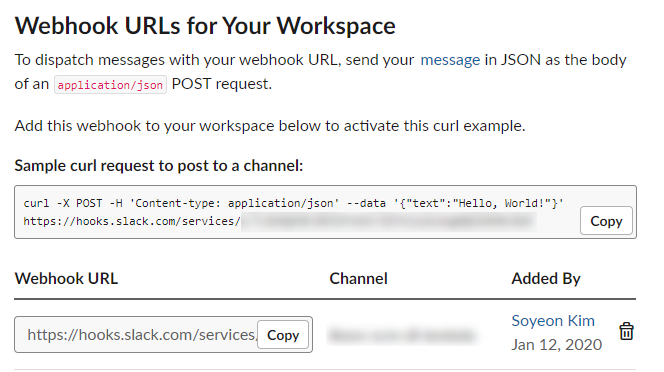 Webhook URLs for Your Workspace
To dispatch messages with your webhook URL, send your message in JSON as the body
of an application/json POST request.
Add this webhook to your workspace below to activate this curl example.
Sample curl request to post to a channel:
curl -X POST -H 'Content-type: application/json' --data '{"text":"Hello, World!"}'
https://hooks.slack.com/services/
Copy
Webhook URL Channel Added By
https://hooks.slack.com/services/ Copy Soyeon Kim
Jan 12, 2020